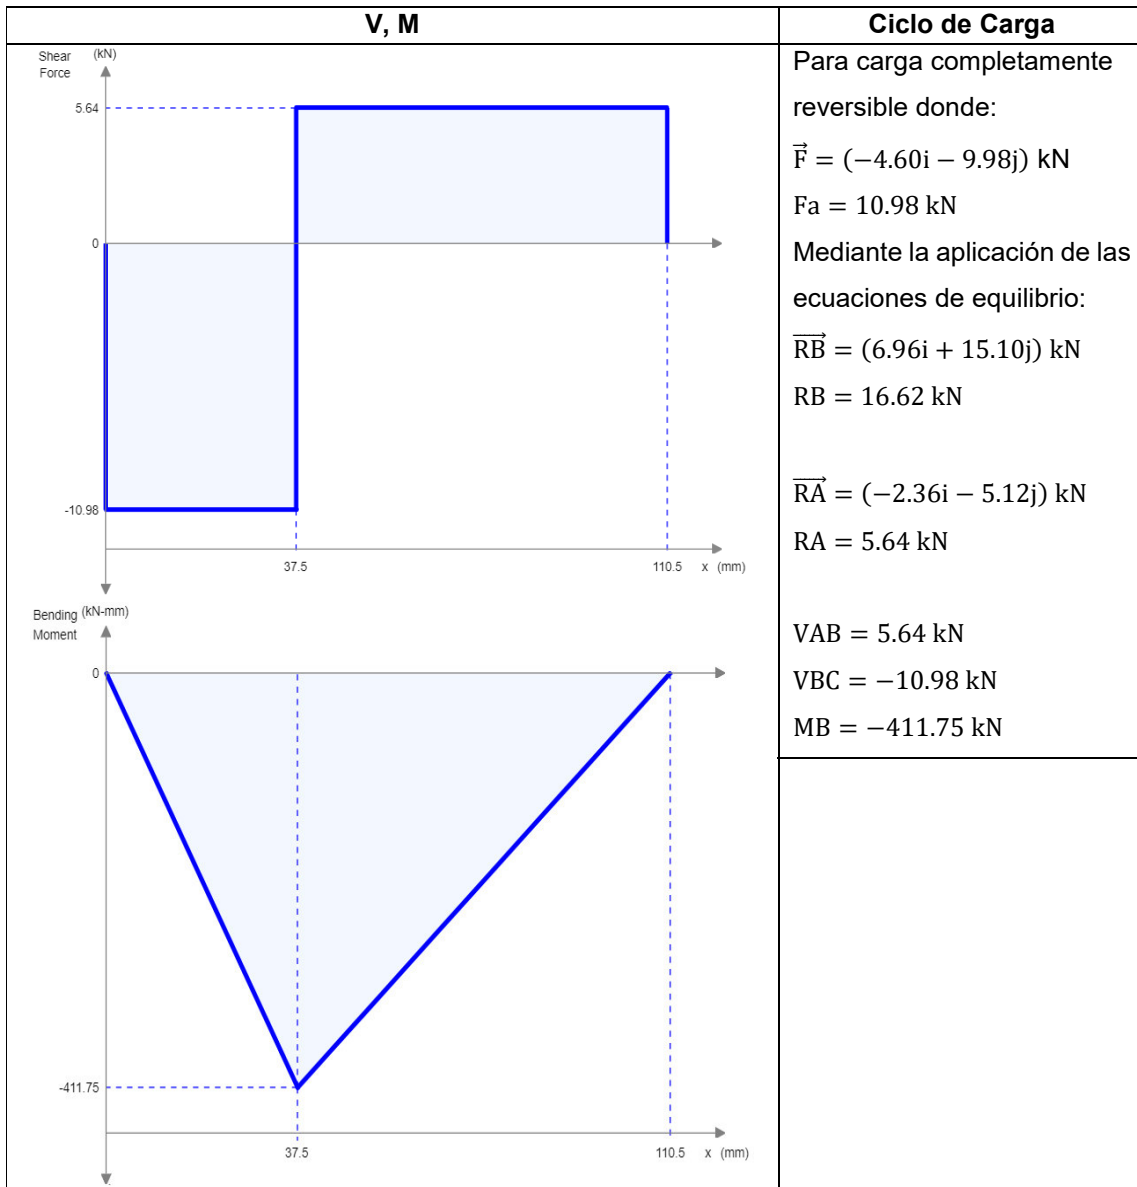 V, M
Shear (kN)
Force
5.64
0
-10.98
37.5 110.5 x (mm)
Bending (kN-mm)
Moment
0
-411.75
37.5 110.5 x (mm)
Ciclo de Carga
Para carga completamente
reversible donde:
F⃗ = (−4.60i − 9.98j) kN
Fa = 10.98 kN
Mediante la aplicación de las
ecuaciones de equilibrio:
R⃗B⃗ = (6.96i + 15.10j) kN
RB = 16.62 kN
R⃗A⃗ = (−2.36i − 5.12j) kN
RA = 5.64 kN
VAB = 5.64 kN
VBC = −10.98 kN
MB = −411.75 kN